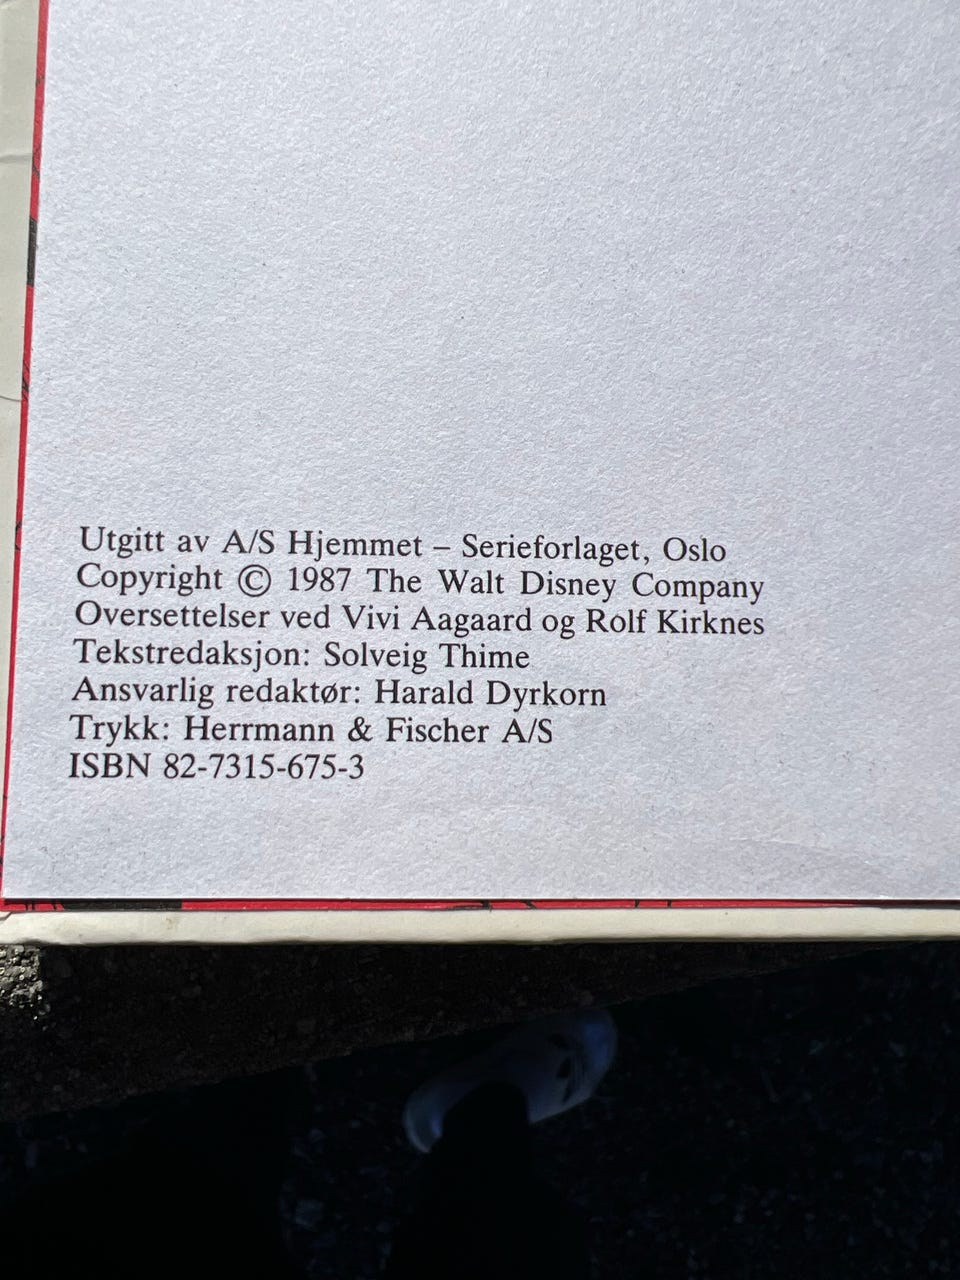 Utgitt av A/S Hjemmet – Serieforlaget, Oslo
Copyright © 1987 The Walt Disney Company
Oversettelser ved Vivi Aagaard og Rolf Kirknes
Tekstredaksjon: Solveig Thime
Ansvarlig redaktør: Harald Dyrkorn
Trykk: Herrmann & Fischer A/S
ISBN 82-7315-675-3